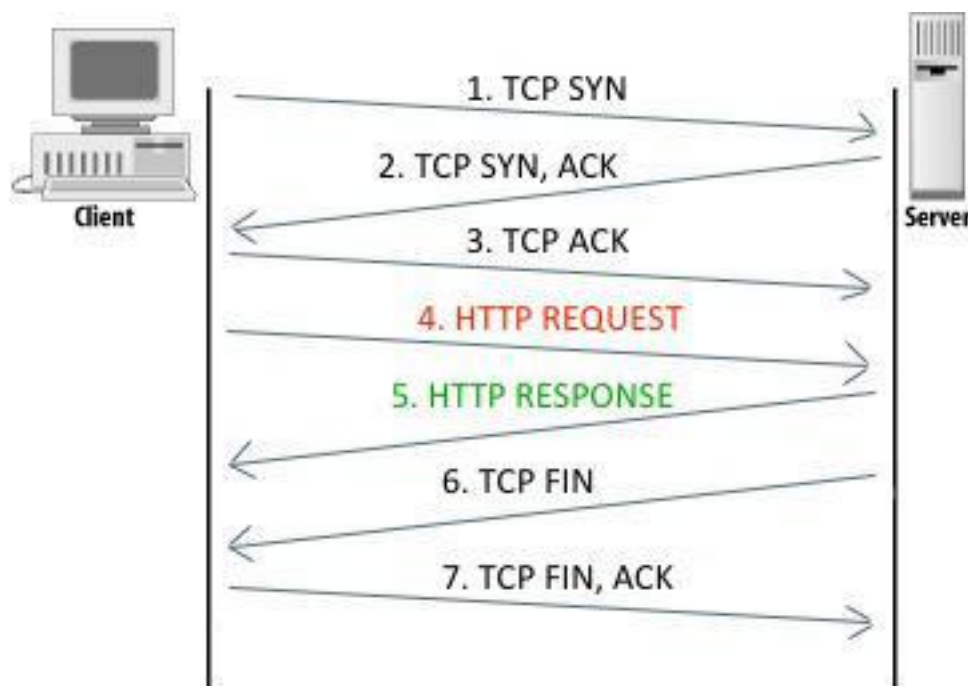 1. TCP SYN
2. TCP SYN, ACK
Client
Server
3. TCP ACK
4. HTTP REQUEST
5. HTTP RESPONSE
6. TCP FIN
7. TCP FIN, ACK